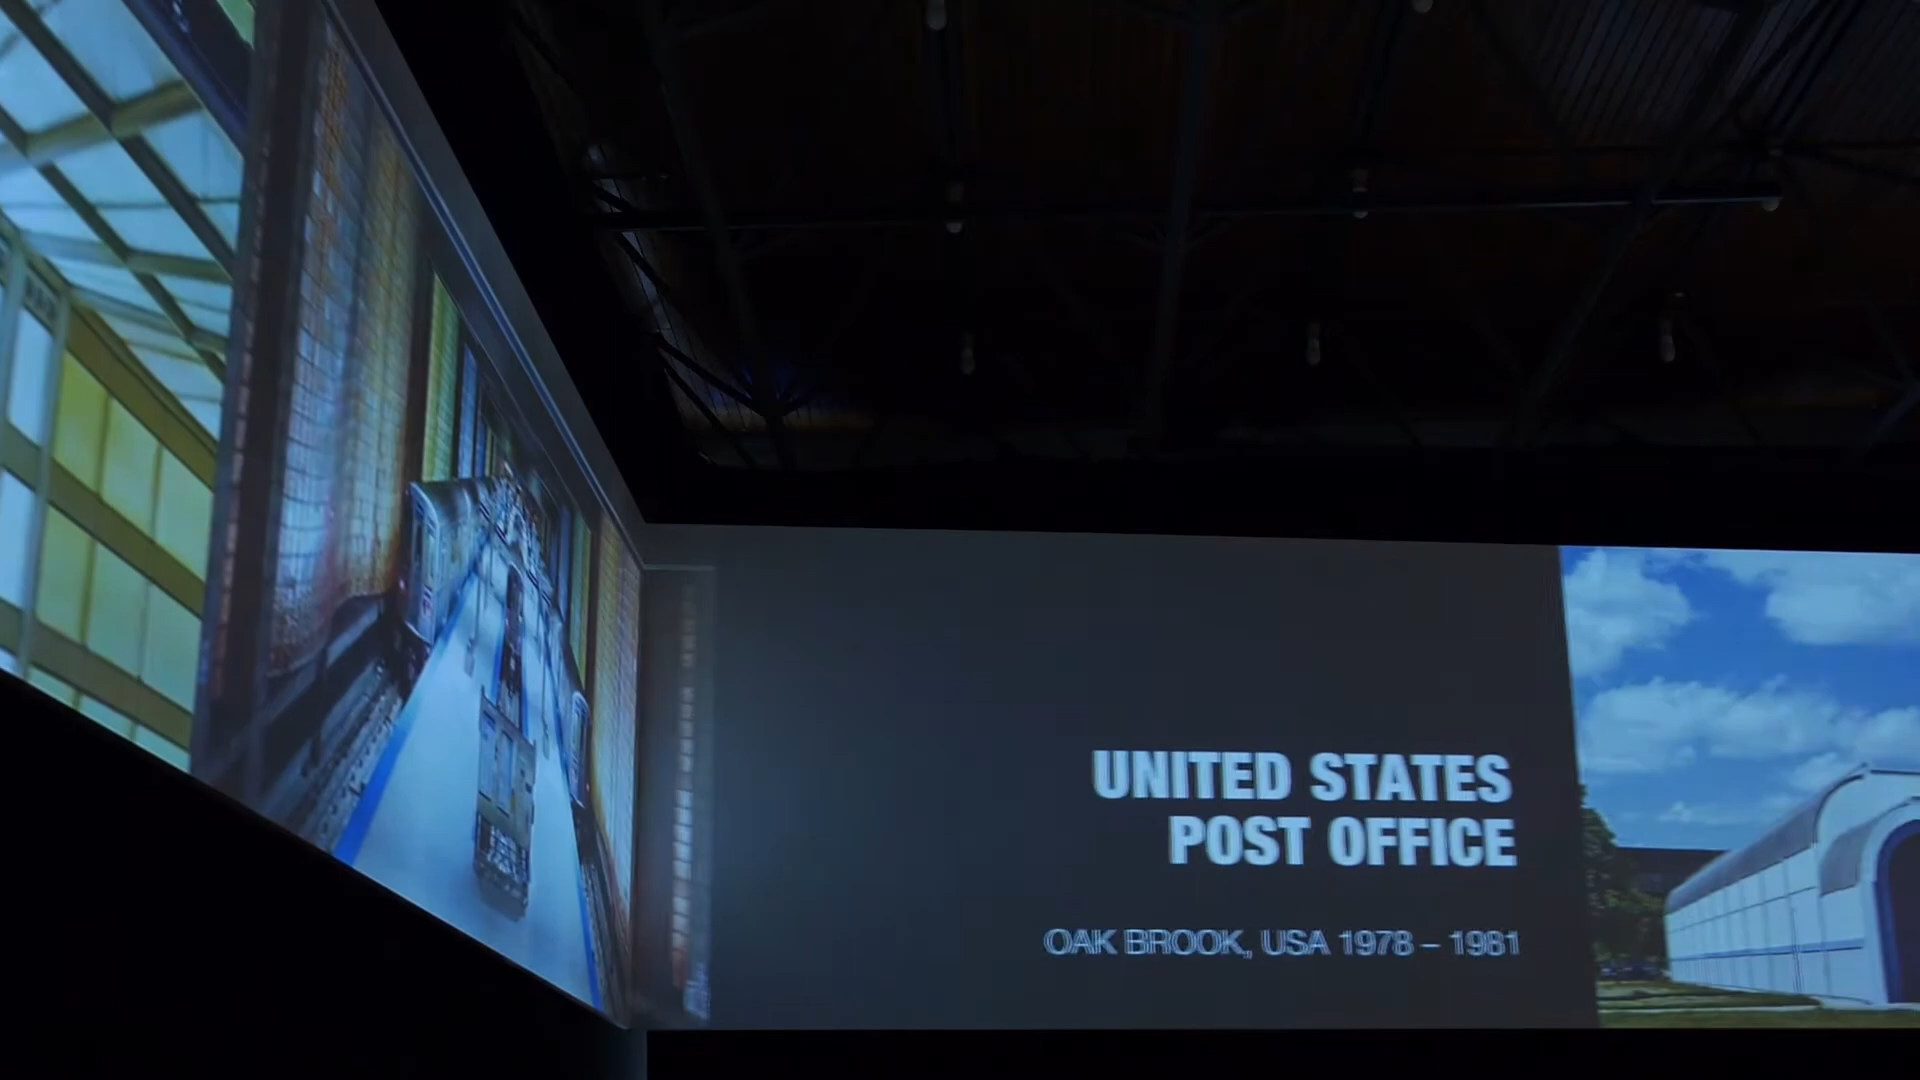 UNITED STATES
POST OFFICE
OAK BROOK, USA 1978 – 1981